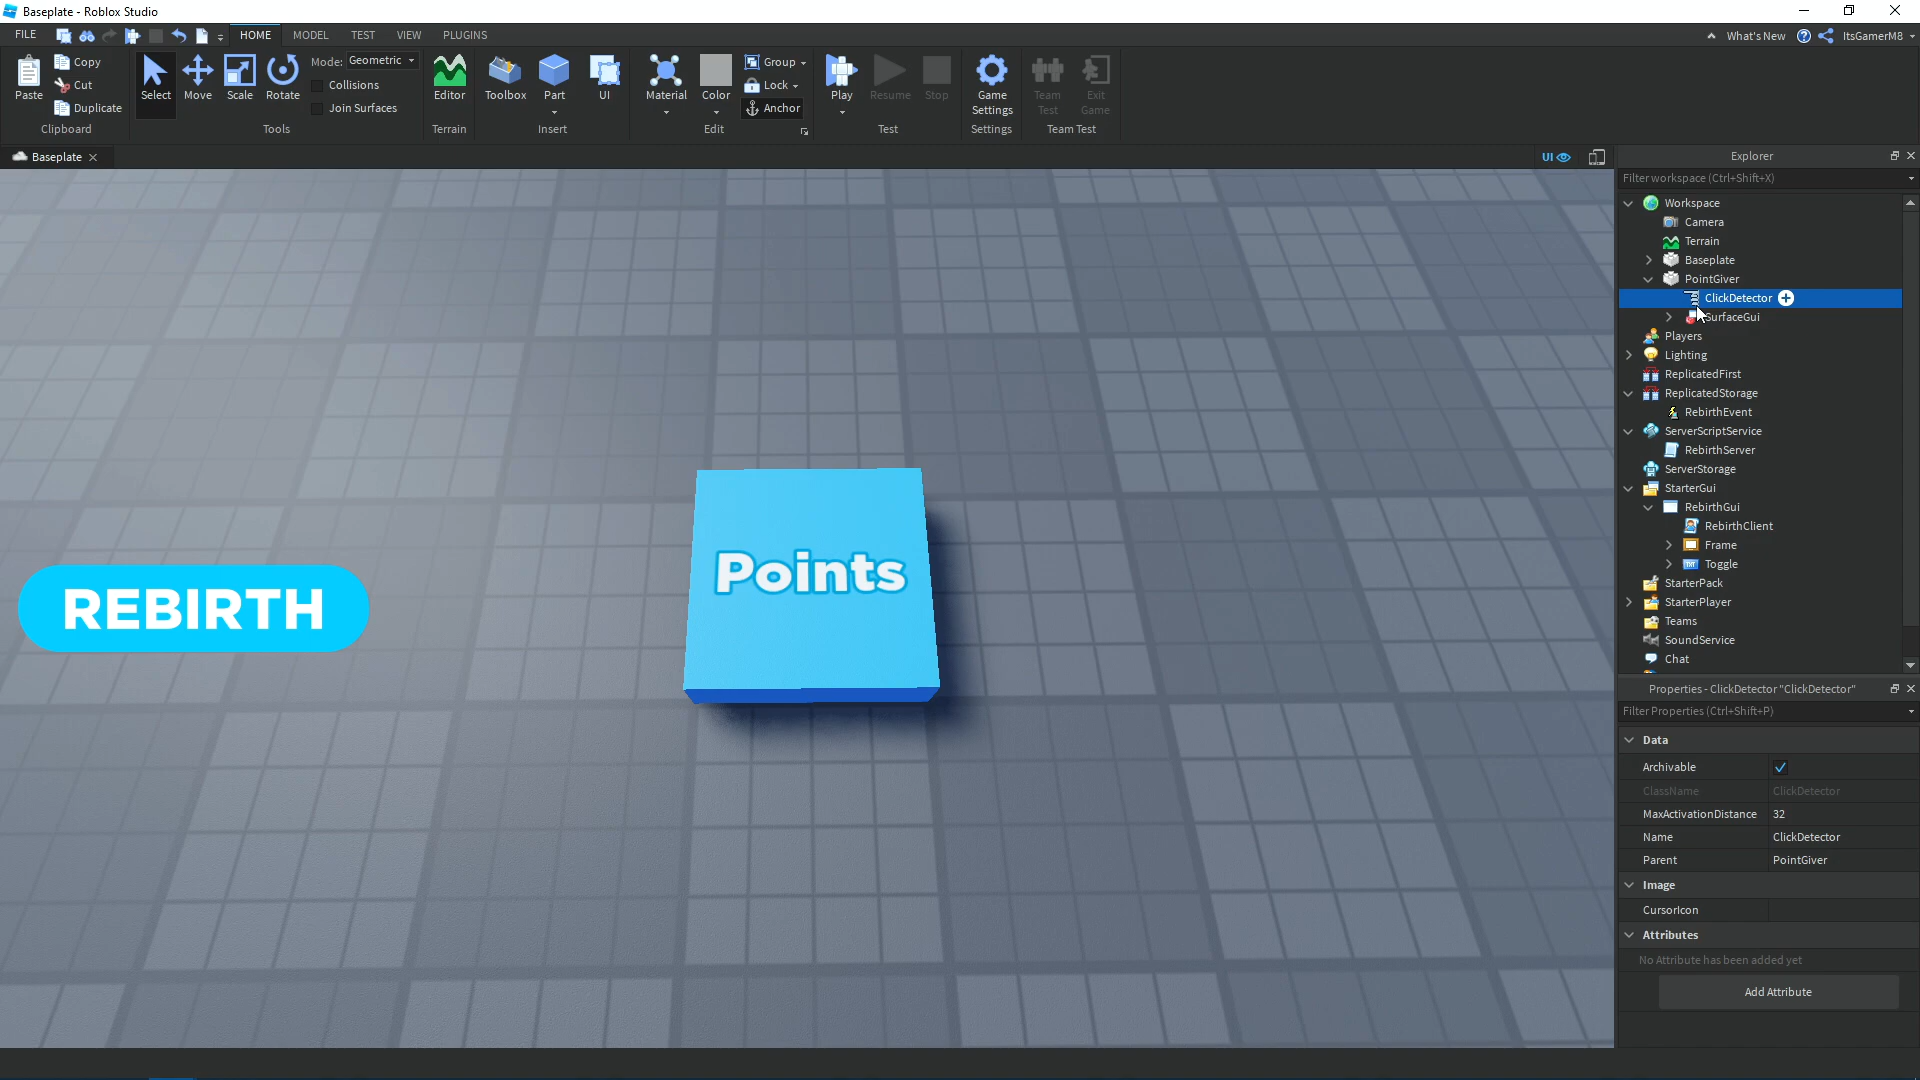 Baseplate - Roblox Studio
FILE HOME MODEL TEST VIEW PLUGINS What's New ItsGamerM8
Paste Copy Cut Duplicate Select Move Scale Rotate Mode: Geometric Collisions Join Surfaces Editor Toolbox Part UI Material Color Group Lock Anchor Play Resume Stop Game Settings Team Test Exit Game
Clipboard Tools Terrain Insert Edit Test Settings Team Test
Baseplate UI
REBIRTH
Points
Explorer
Filter workspace (Ctrl+Shift+X)
Workspace
Camera
Terrain
Baseplate
PointGiver
ClickDetector
SurfaceGui
Players
Lighting
ReplicatedFirst
ReplicatedStorage
RebirthEvent
ServerScriptService
RebirthServer
ServerStorage
StarterGui
RebirthGui
RebirthClient
Frame
Toggle
StarterPack
StarterPlayer
Teams
SoundService
Chat
Properties - ClickDetector "ClickDetector"
Filter Properties (Ctrl+Shift+P)
Data
Archivable
ClassName ClickDetector
MaxActivationDistance 32
Name ClickDetector
Parent PointGiver
Image
CursorIcon
Attributes
No Attribute has been added yet
Add Attribute